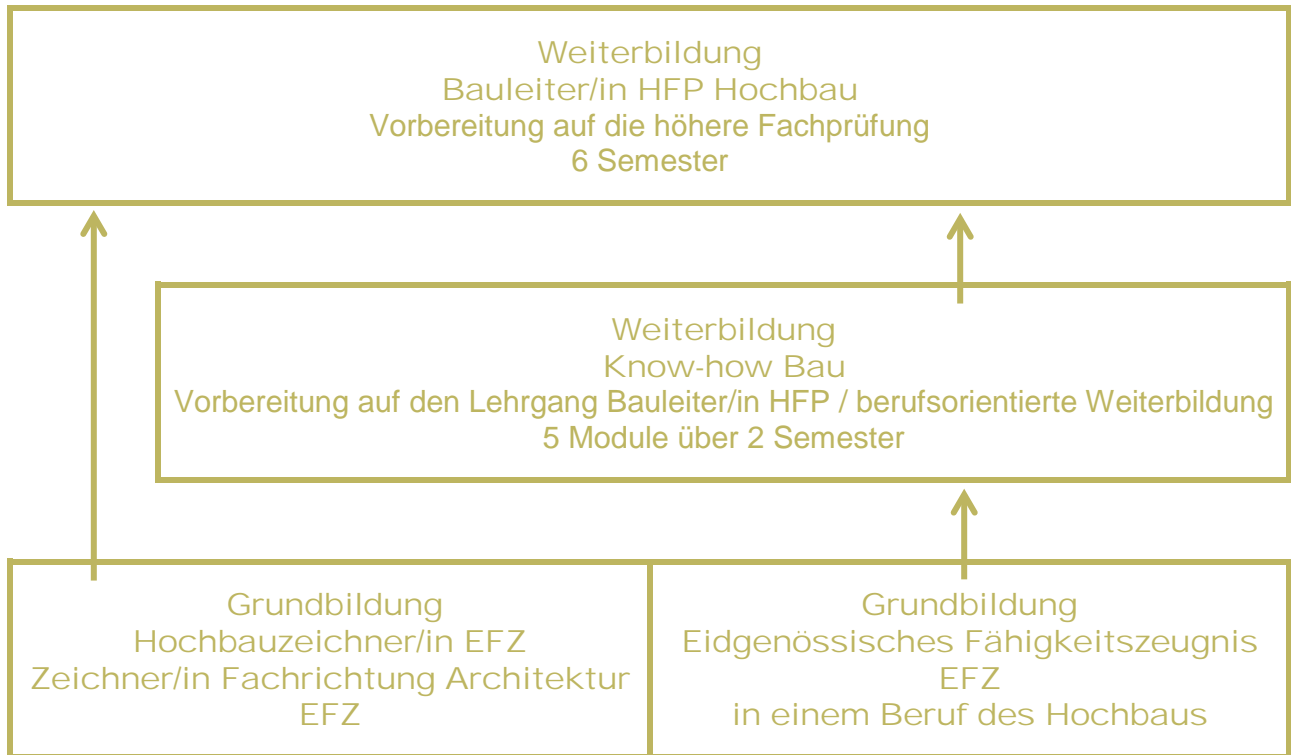 Weiterbildung
Bauleiter/in HFP Hochbau
Vorbereitung auf die höhere Fachprüfung
6 Semester
Weiterbildung
Know-how Bau
Vorbereitung auf den Lehrgang Bauleiter/in HFP / berufsorientierte Weiterbildung
5 Module über 2 Semester
Grundbildung
Hochbauzeichner/in EFZ
Zeichner/in Fachrichtung Architektur
EFZ
Grundbildung
Eidgenössisches Fähigkeitszeugnis
EFZ
in einem Beruf des Hochbaus